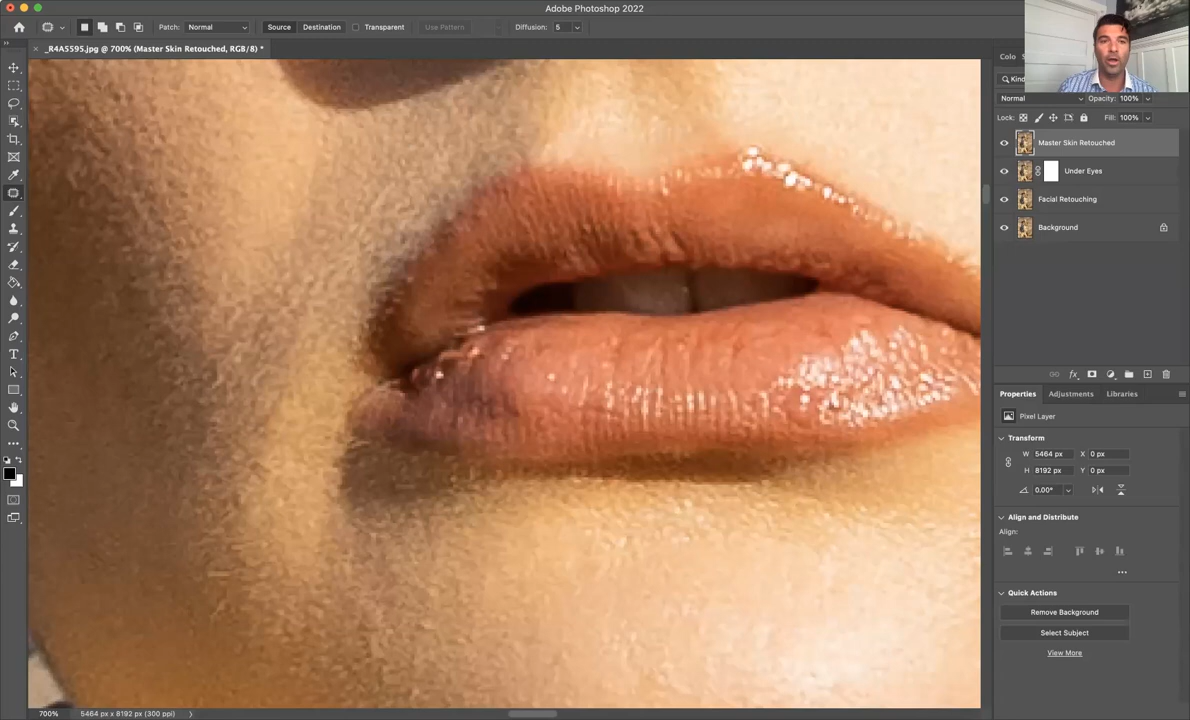 Adobe Photoshop 2022
Patch: Normal Source Destination Transparent Use Pattern Diffusion: 5
_R4A5595.jpg @ 700% (Master Skin Retouched, RGB/8) *
Colo
Kind
Normal Opacity: 100%
Lock: Fill: 100%
Master Skin Retouched
Under Eyes
Facial Retouching
Background
Properties Adjustments Libraries
Pixel Layer
Transform
W 5464 px X 0 px
H 8192 px Y 0 px
0.00°
Align and Distribute
Align:
Quick Actions
Remove Background
Select Subject
View More
700% 5464 px x 8192 px (300 ppi)